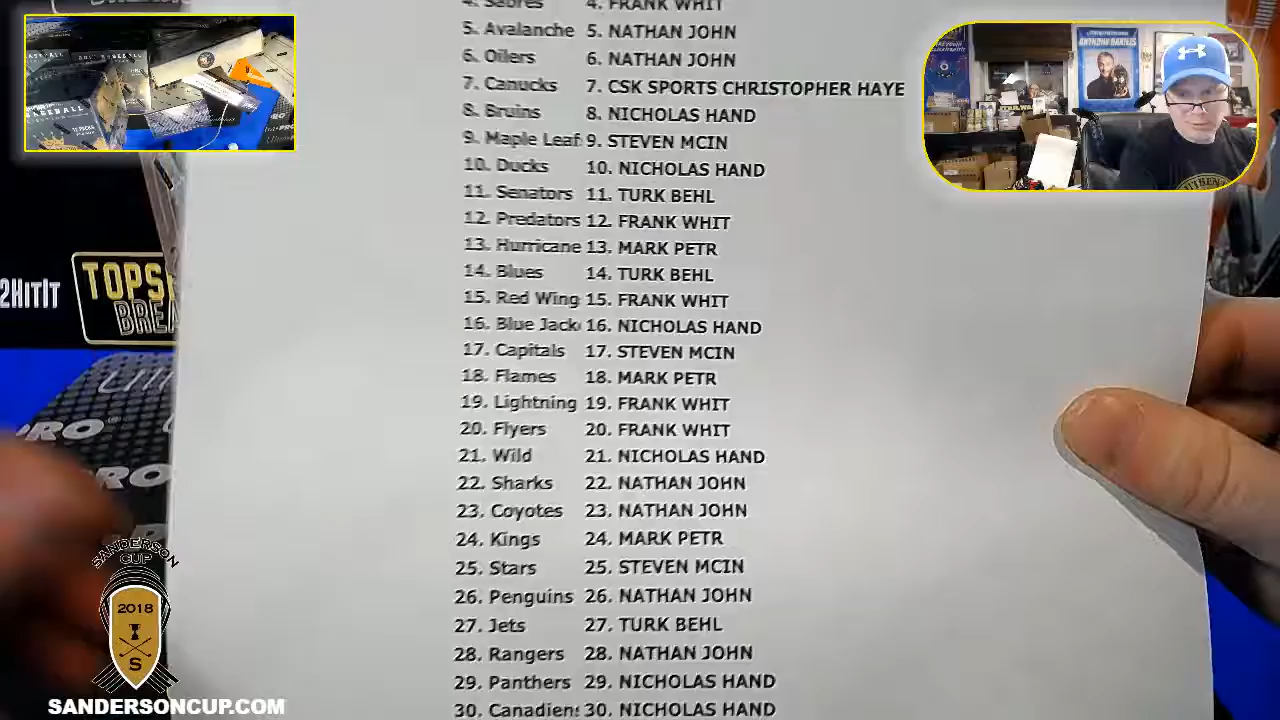 4. Sabres 4. FRANK WHIT
5. Avalanche 5. NATHAN JOHN
6. Oilers 6. NATHAN JOHN
7. Canucks 7. CSK SPORTS CHRISTOPHER HAYE
8. Bruins 8. NICHOLAS HAND
9. Maple Leaf 9. STEVEN MCIN
10. Ducks 10. NICHOLAS HAND
11. Senators 11. TURK BEHL
12. Predators 12. FRANK WHIT
13. Hurricane 13. MARK PETR
14. Blues 14. TURK BEHL
15. Red Wing 15. FRANK WHIT
16. Blue Jack 16. NICHOLAS HAND
17. Capitals 17. STEVEN MCIN
18. Flames 18. MARK PETR
19. Lightning 19. FRANK WHIT
20. Flyers 20. FRANK WHIT
21. Wild 21. NICHOLAS HAND
22. Sharks 22. NATHAN JOHN
23. Coyotes 23. NATHAN JOHN
24. Kings 24. MARK PETR
25. Stars 25. STEVEN MCIN
26. Penguins 26. NATHAN JOHN
27. Jets 27. TURK BEHL
28. Rangers 28. NATHAN JOHN
29. Panthers 29. NICHOLAS HAND
30. Canadiens 30. NICHOLAS HAND
BASEBALL
ANTHONY DANIELS
2HITIT
TOPS
BREA
PRO
PRO
SANDERSON
CUP
2018
S
SANDERSONCUP.COM